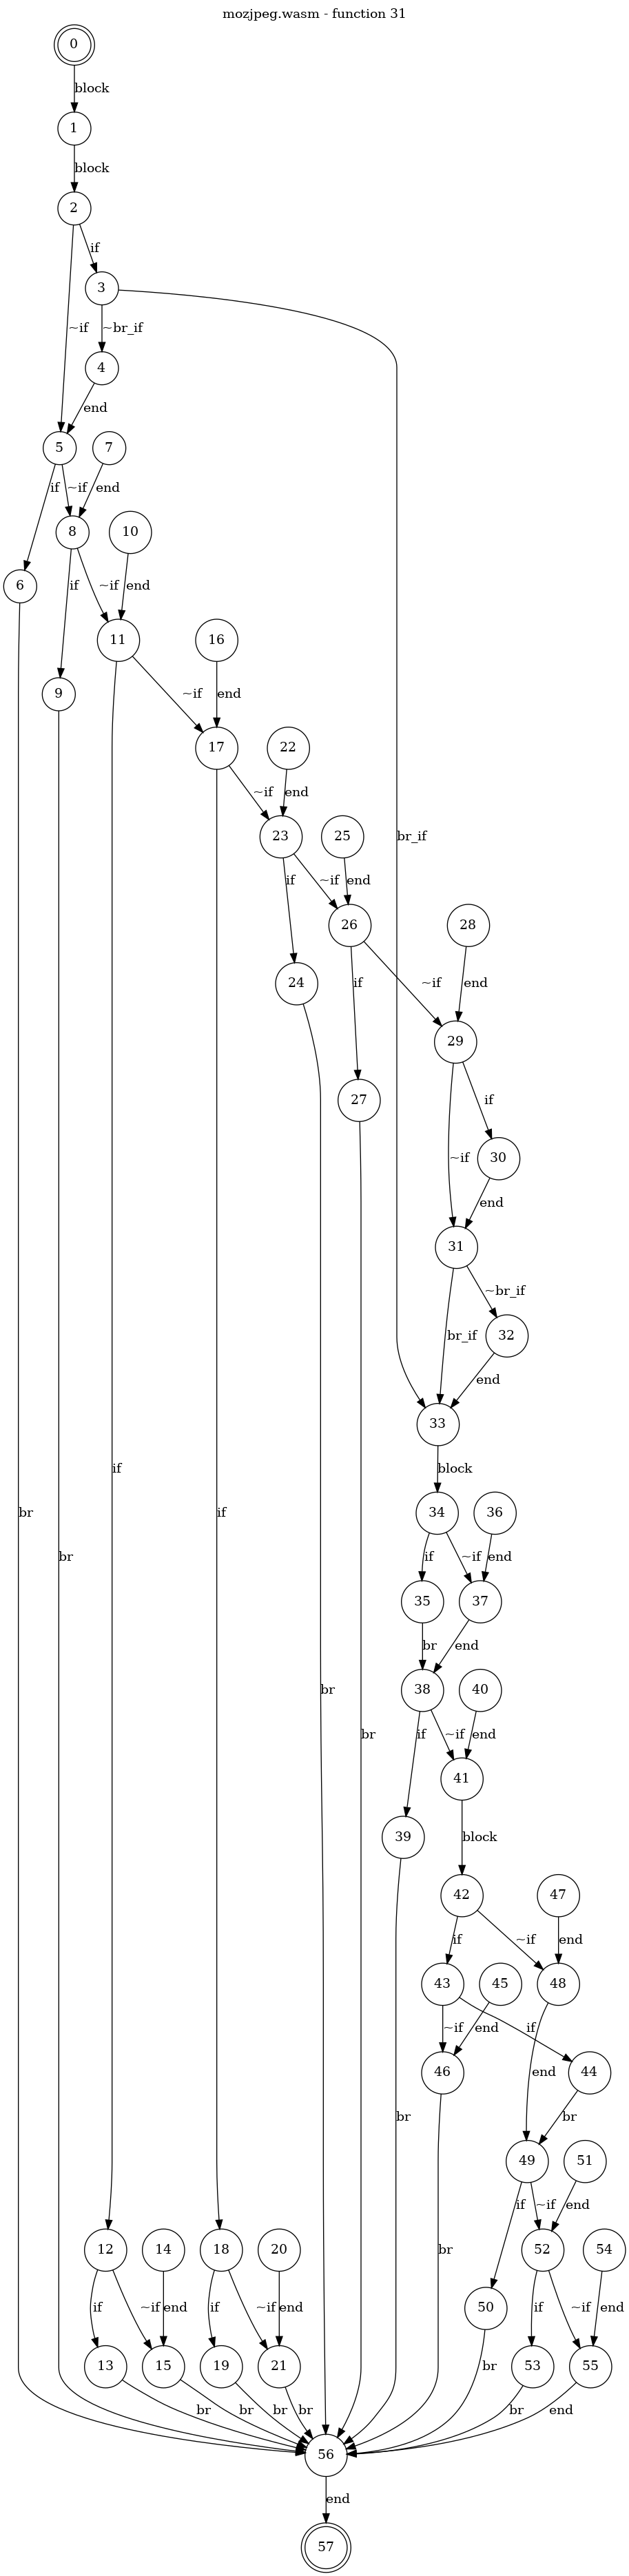 mozjpeg.wasm - function 31
0
block
1
block
2
if
3
~if ~br_if
4
end
5 7
if ~if end
8 10
6 if ~if end
11 16
9 ~if end
17 22
~if end
23 25 br_if
if ~if end
26 28
24 if ~if end
29
27 if
~if 30
end
31
br_if ~br_if
32
end
33
if block
br if 34 36
br if ~if end
35 37
br end
br 38 40
br if ~if end
41
39 block
42 47
if ~if end
43 45 48
~if end if
46 44 end
br br
49 51
if ~if end
12 14 18 20 br 52 54
if ~if end if ~if end 50 if ~if end
13 15 19 21 br 53 55
br br br br br end
56
end
57